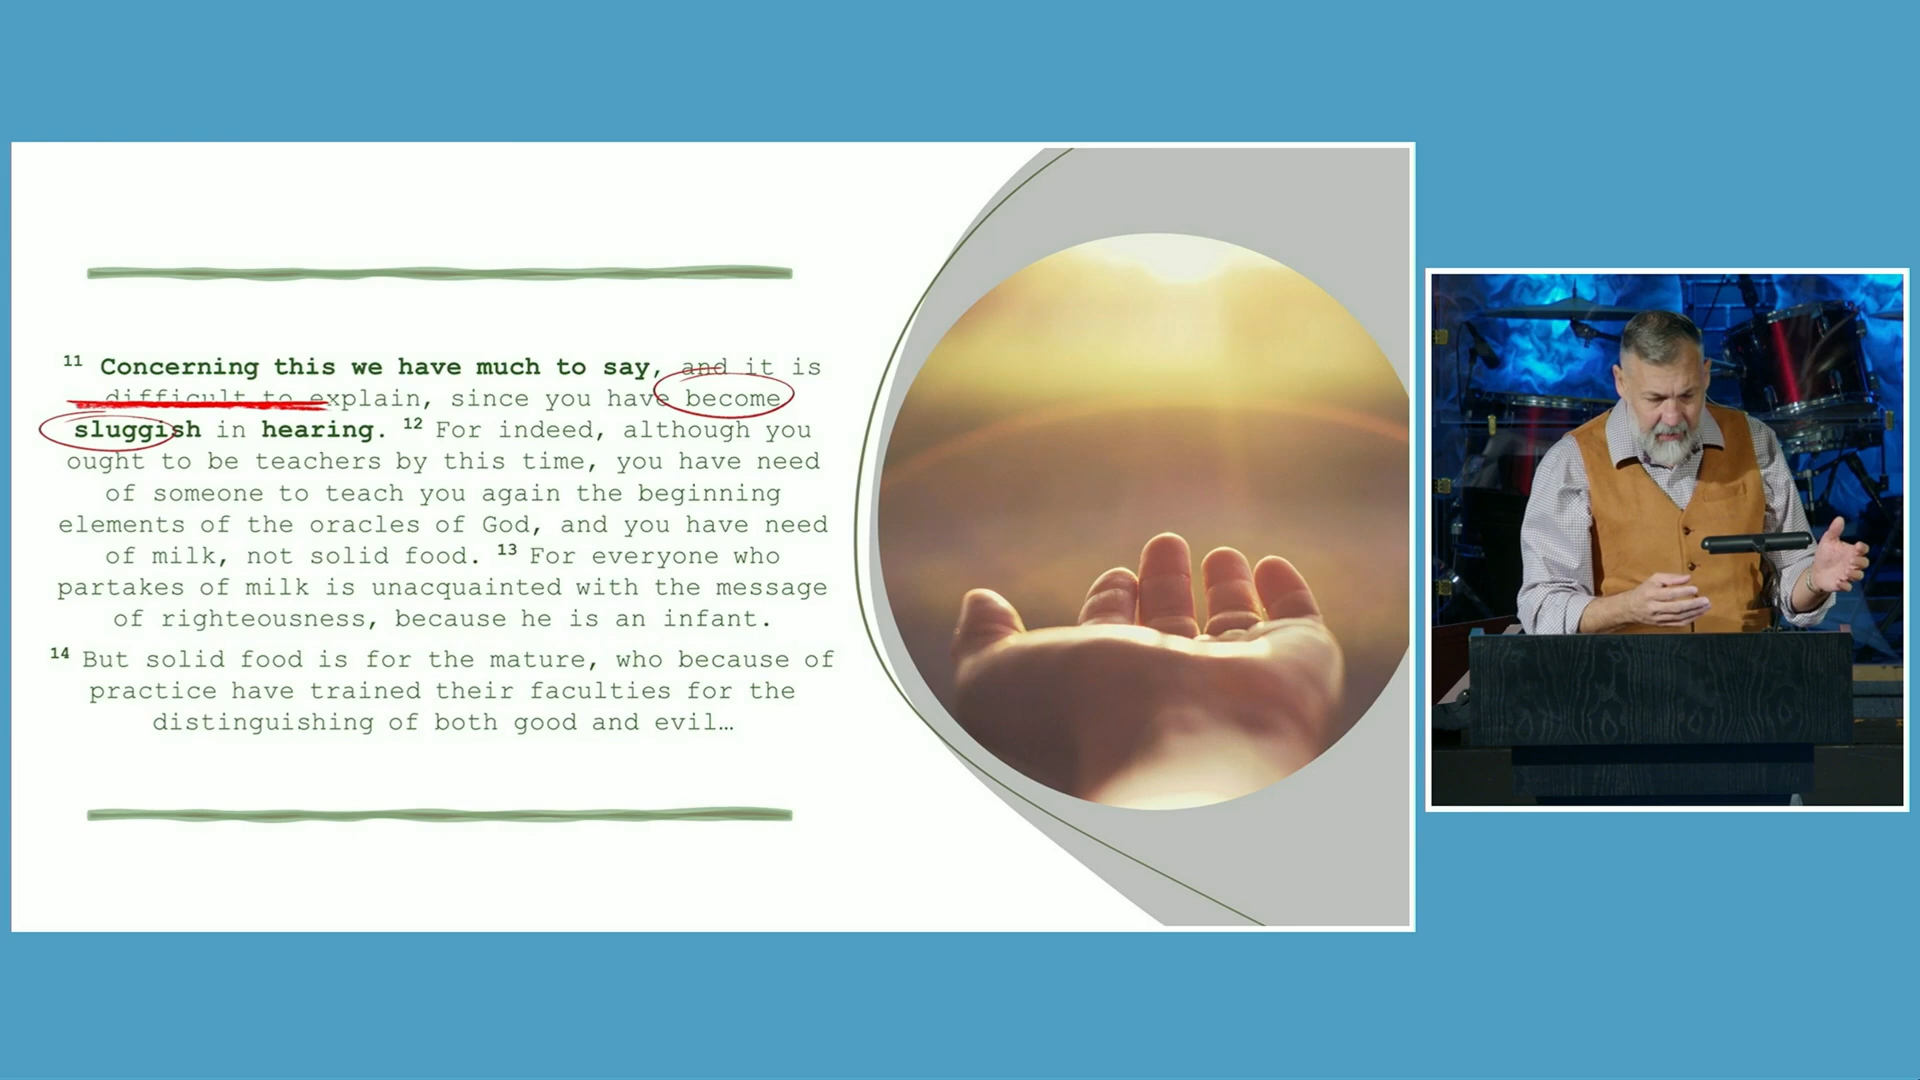 11 Concerning this we have much to say, and it is
difficult to explain, since you have become
sluggish in hearing. 12 For indeed, although you
ought to be teachers by this time, you have need
of someone to teach you again the beginning
elements of the oracles of God, and you have need
of milk, not solid food. 13 For everyone who
partakes of milk is unacquainted with the message
of righteousness, because he is an infant.
14 But solid food is for the mature, who because of
practice have trained their faculties for the
distinguishing of both good and evil…